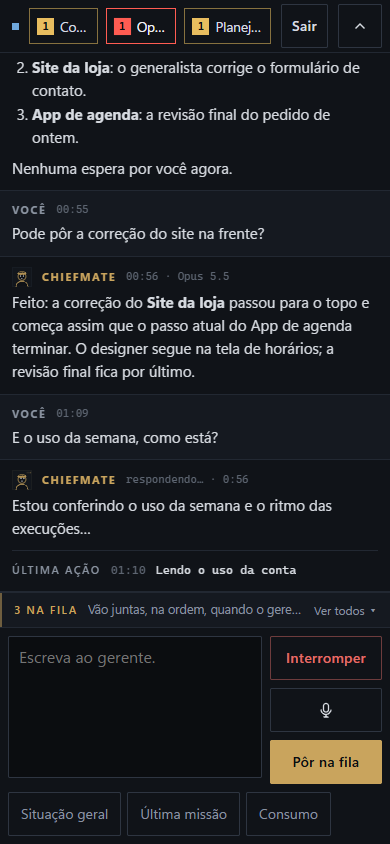 1 Co... 1 Op... 1 Planej... Sair
2. Site da loja: o generalista corrige o formulário de
contato.
3. App de agenda: a revisão final do pedido de
ontem.
Nenhuma espera por você agora.
VOCÊ 00:55
Pode pôr a correção do site na frente?
CHIEFMATE 00:56 · Opus 5.5
Feito: a correção do Site da loja passou para o topo e
começa assim que o passo atual do App de agenda
terminar. O designer segue na tela de horários; a
revisão final fica por último.
VOCÊ 01:09
E o uso da semana, como está?
CHIEFMATE respondendo… · 0:56
Estou conferindo o uso da semana e o ritmo das
execuções…
ÚLTIMA AÇÃO 01:10 Lendo o uso da conta
3 NA FILA Vão juntas, na ordem, quando o gere... Ver todos
Escreva ao gerente.
Interromper
Pôr na fila
Situação geral Última missão Consumo